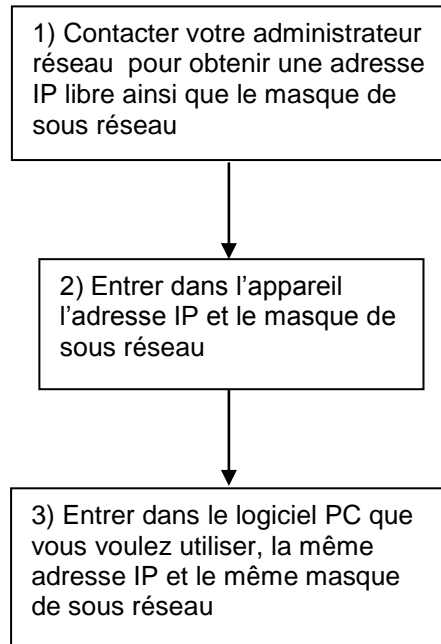 1) Contacter votre administrateur
réseau  pour obtenir une adresse
IP libre ainsi que le masque de
sous réseau
2) Entrer dans l’appareil
l’adresse IP et le masque de
sous réseau
3) Entrer dans le logiciel PC que
vous voulez utiliser, la même
adresse IP et le même masque
de sous réseau